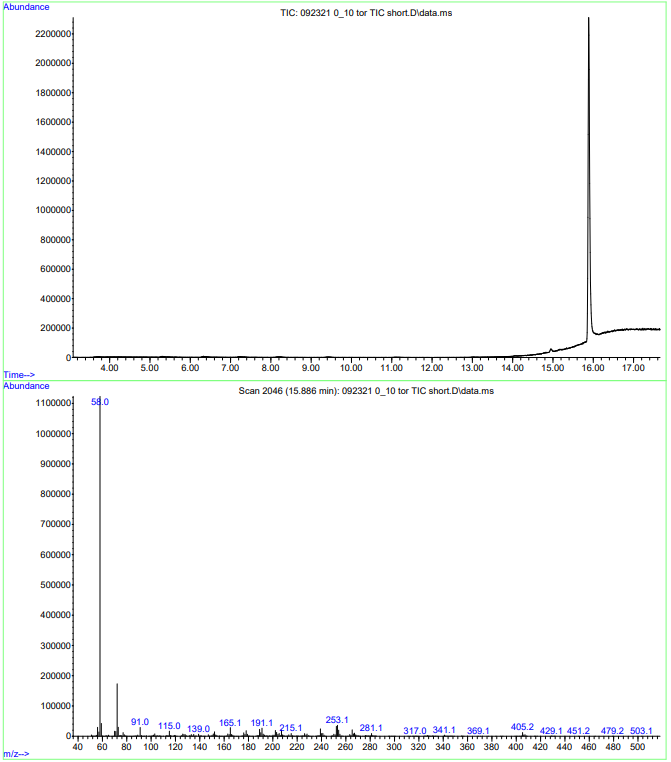 Abundance
TIC: 092321 0_10 tor TIC short.D\data.ms
2200000
2000000
1800000
1600000
1400000
1200000
1000000
800000
600000
400000
200000
0
4.00 5.00 6.00 7.00 8.00 9.00 10.00 11.00 12.00 13.00 14.00 15.00 16.00 17.00
Time-->
Abundance
Scan 2046 (15.886 min): 092321 0_10 tor TIC short.D\data.ms
58.0
1100000
1000000
900000
800000
700000
600000
500000
400000
300000
200000
100000
0
91.0 115.0 139.0 165.1 191.1 215.1 253.1 281.1 317.0 341.1 369.1 405.2 429.1 451.2 479.2 503.1
40 60 80 100 120 140 160 180 200 220 240 260 280 300 320 340 360 380 400 420 440 460 480 500
m/z-->